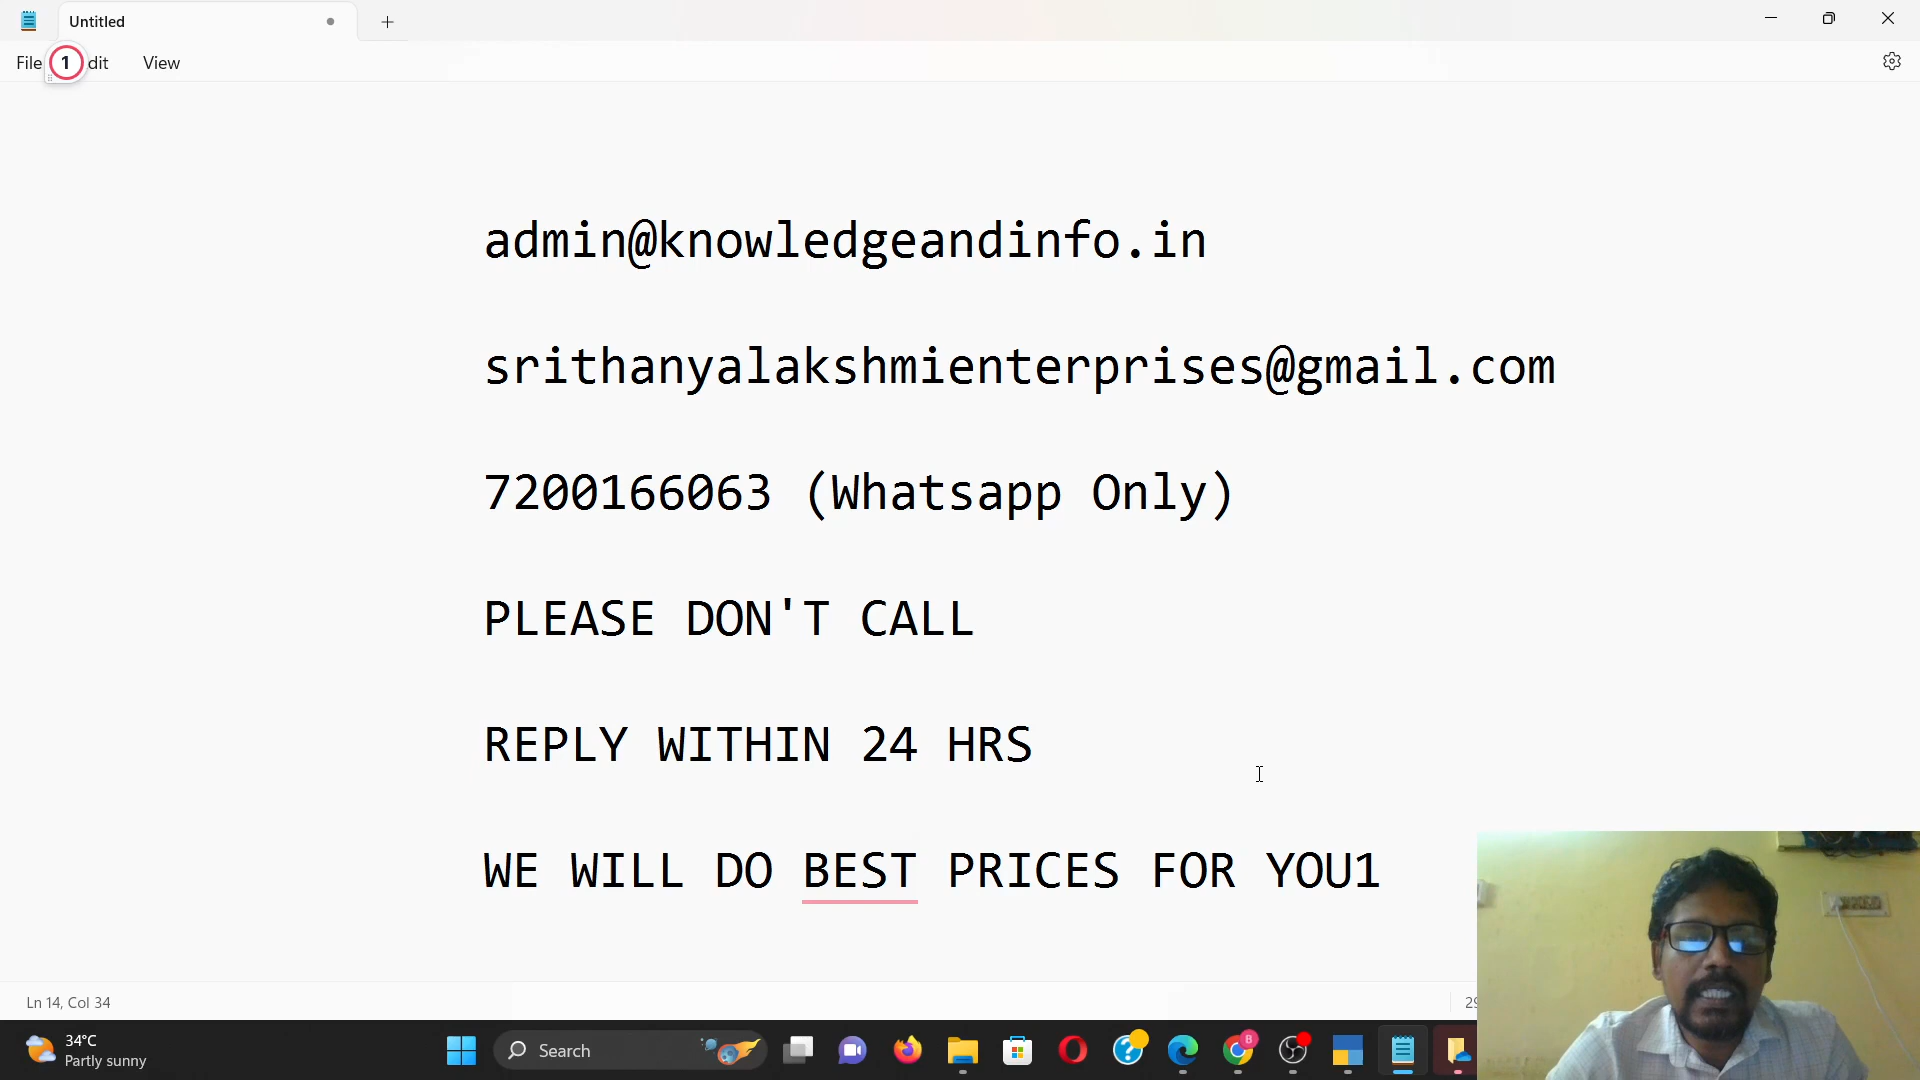 Untitled
File
1
dit
View
admin@knowledgeandinfo.in
srithanyalakshmienterprises@gmail.com
7200166063 (Whatsapp Only)
PLEASE DON'T CALL
REPLY WITHIN 24 HRS
WE WILL DO BEST PRICES FOR YOU1
Ln 14, Col 34
34°C
Partly sunny
Search
B